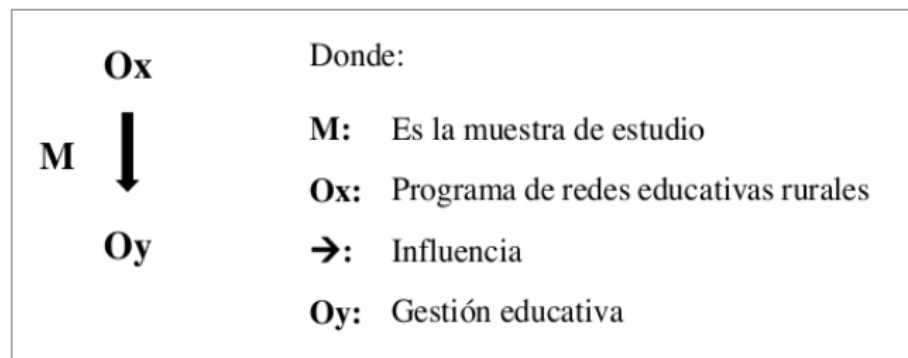 Ox
M
Oy
Donde:
M: Es la muestra de estudio
Ox: Programa de redes educativas rurales
➔: Influencia
Oy: Gestión educativa